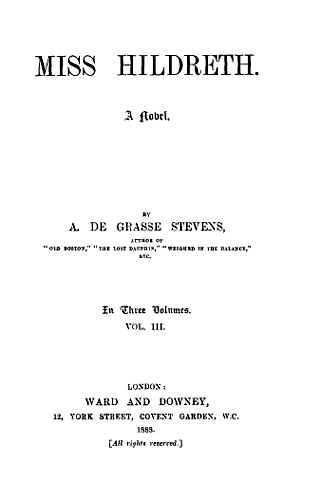 MISS HILDRETH.
A Novel.
BY
A. DE GRASSE STEVENS,
AUTHOR OF
"OLD BOSTON," "THE LOST DAUPHIN," "WEIGHED IN THE BALANCE,"
ETC.
In Three Volumes.
VOL. III.
LONDON:
WARD AND DOWNEY,
12, YORK STREET, COVENT GARDEN, W.C.
1888.
[All rights reserved.]